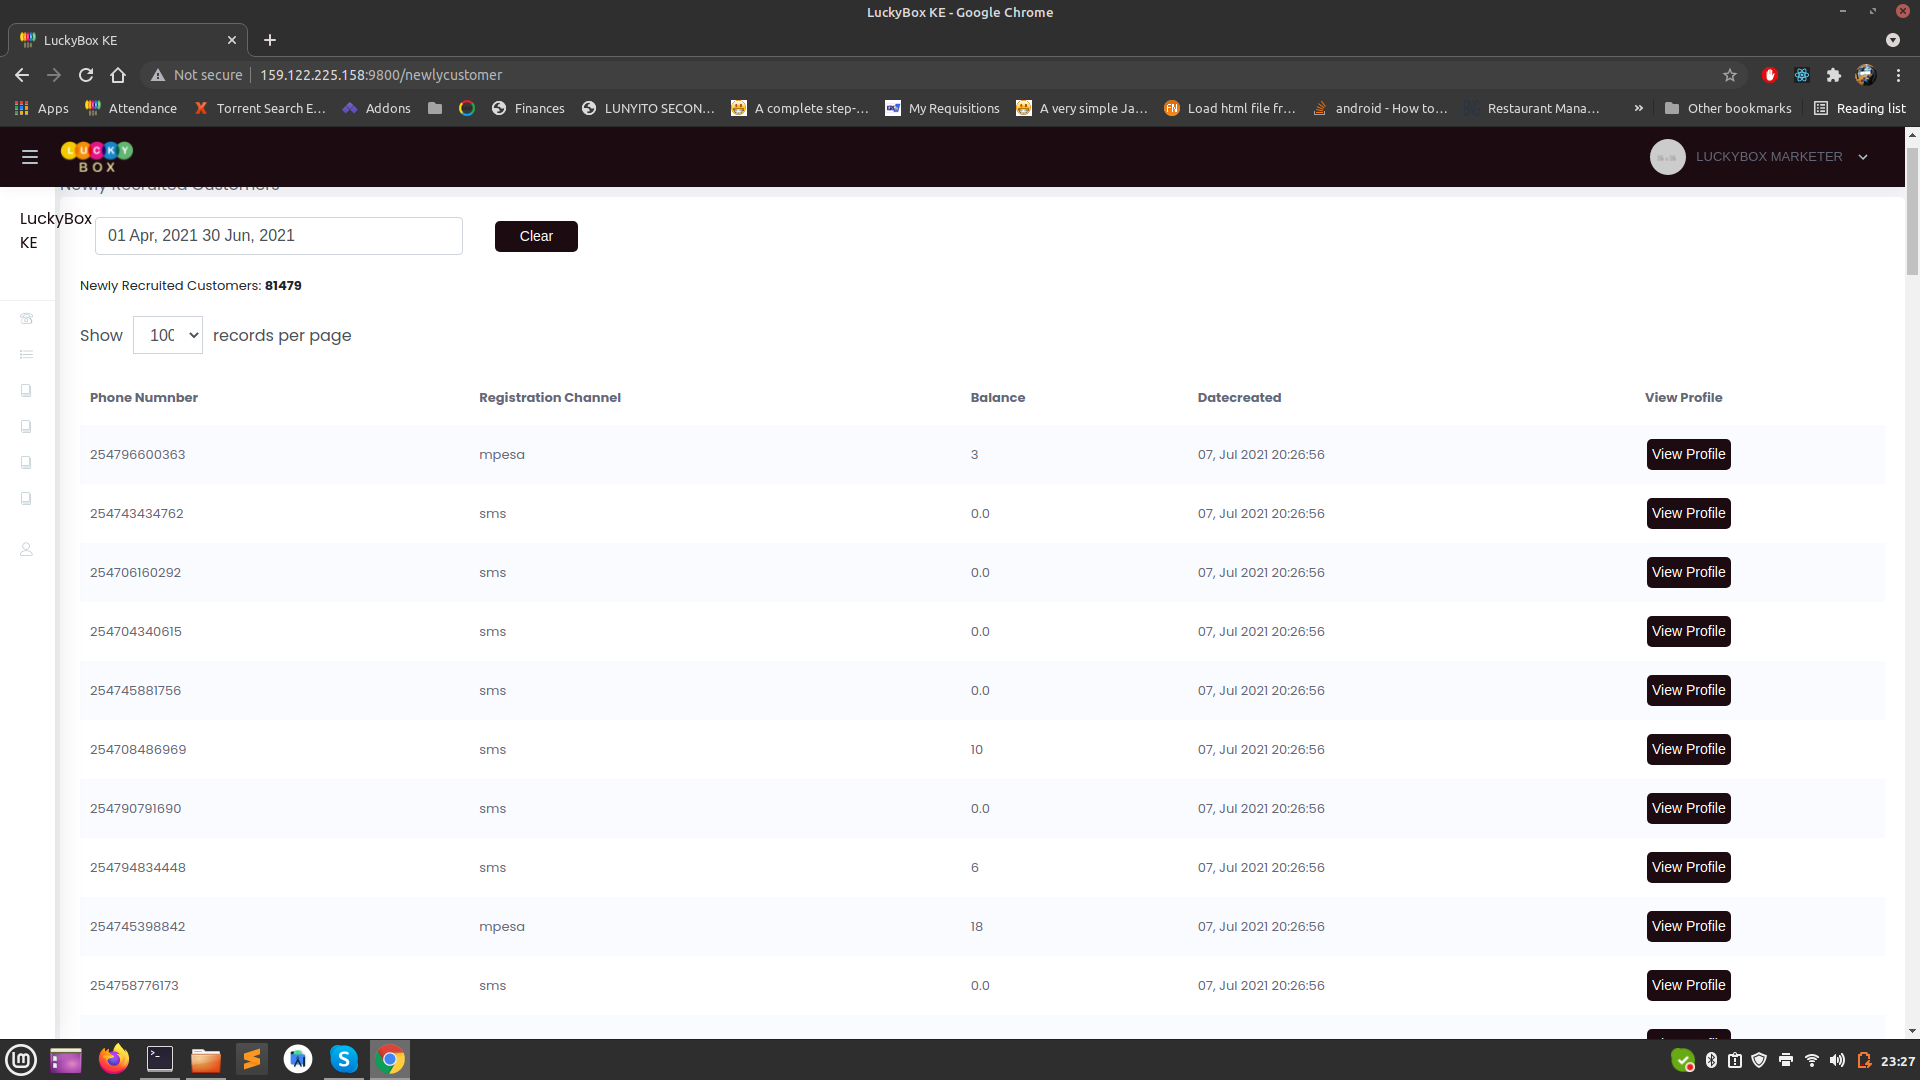 LuckyBox KE - Google Chrome
LuckyBox KE
Not secure 159.122.225.158:9800/newlycustomer
Apps Attendance Torrent Search E... Addons Finances LUNYITO SECON... A complete step-... My Requisitions A very simple Ja... Load html file fr... android - How to... Restaurant Mana... » Other bookmarks Reading list
LUCKY BOX
LUCKYBOX MARKETER
Newly Recruited Customers
LuckyBox KE
01 Apr, 2021 30 Jun, 2021 Clear
Newly Recruited Customers: 81479
Show 100 records per page
Phone Numnber Registration Channel Balance Datecreated View Profile
254796600363 mpesa 3 07, Jul 2021 20:26:56 View Profile
254743434762 sms 0.0 07, Jul 2021 20:26:56 View Profile
254706160292 sms 0.0 07, Jul 2021 20:26:56 View Profile
254704340615 sms 0.0 07, Jul 2021 20:26:56 View Profile
254745881756 sms 0.0 07, Jul 2021 20:26:56 View Profile
254708486969 sms 10 07, Jul 2021 20:26:56 View Profile
254790791690 sms 0.0 07, Jul 2021 20:26:56 View Profile
254794834448 sms 6 07, Jul 2021 20:26:56 View Profile
254745398842 mpesa 18 07, Jul 2021 20:26:56 View Profile
254758776173 sms 0.0 07, Jul 2021 20:26:56 View Profile
23:27